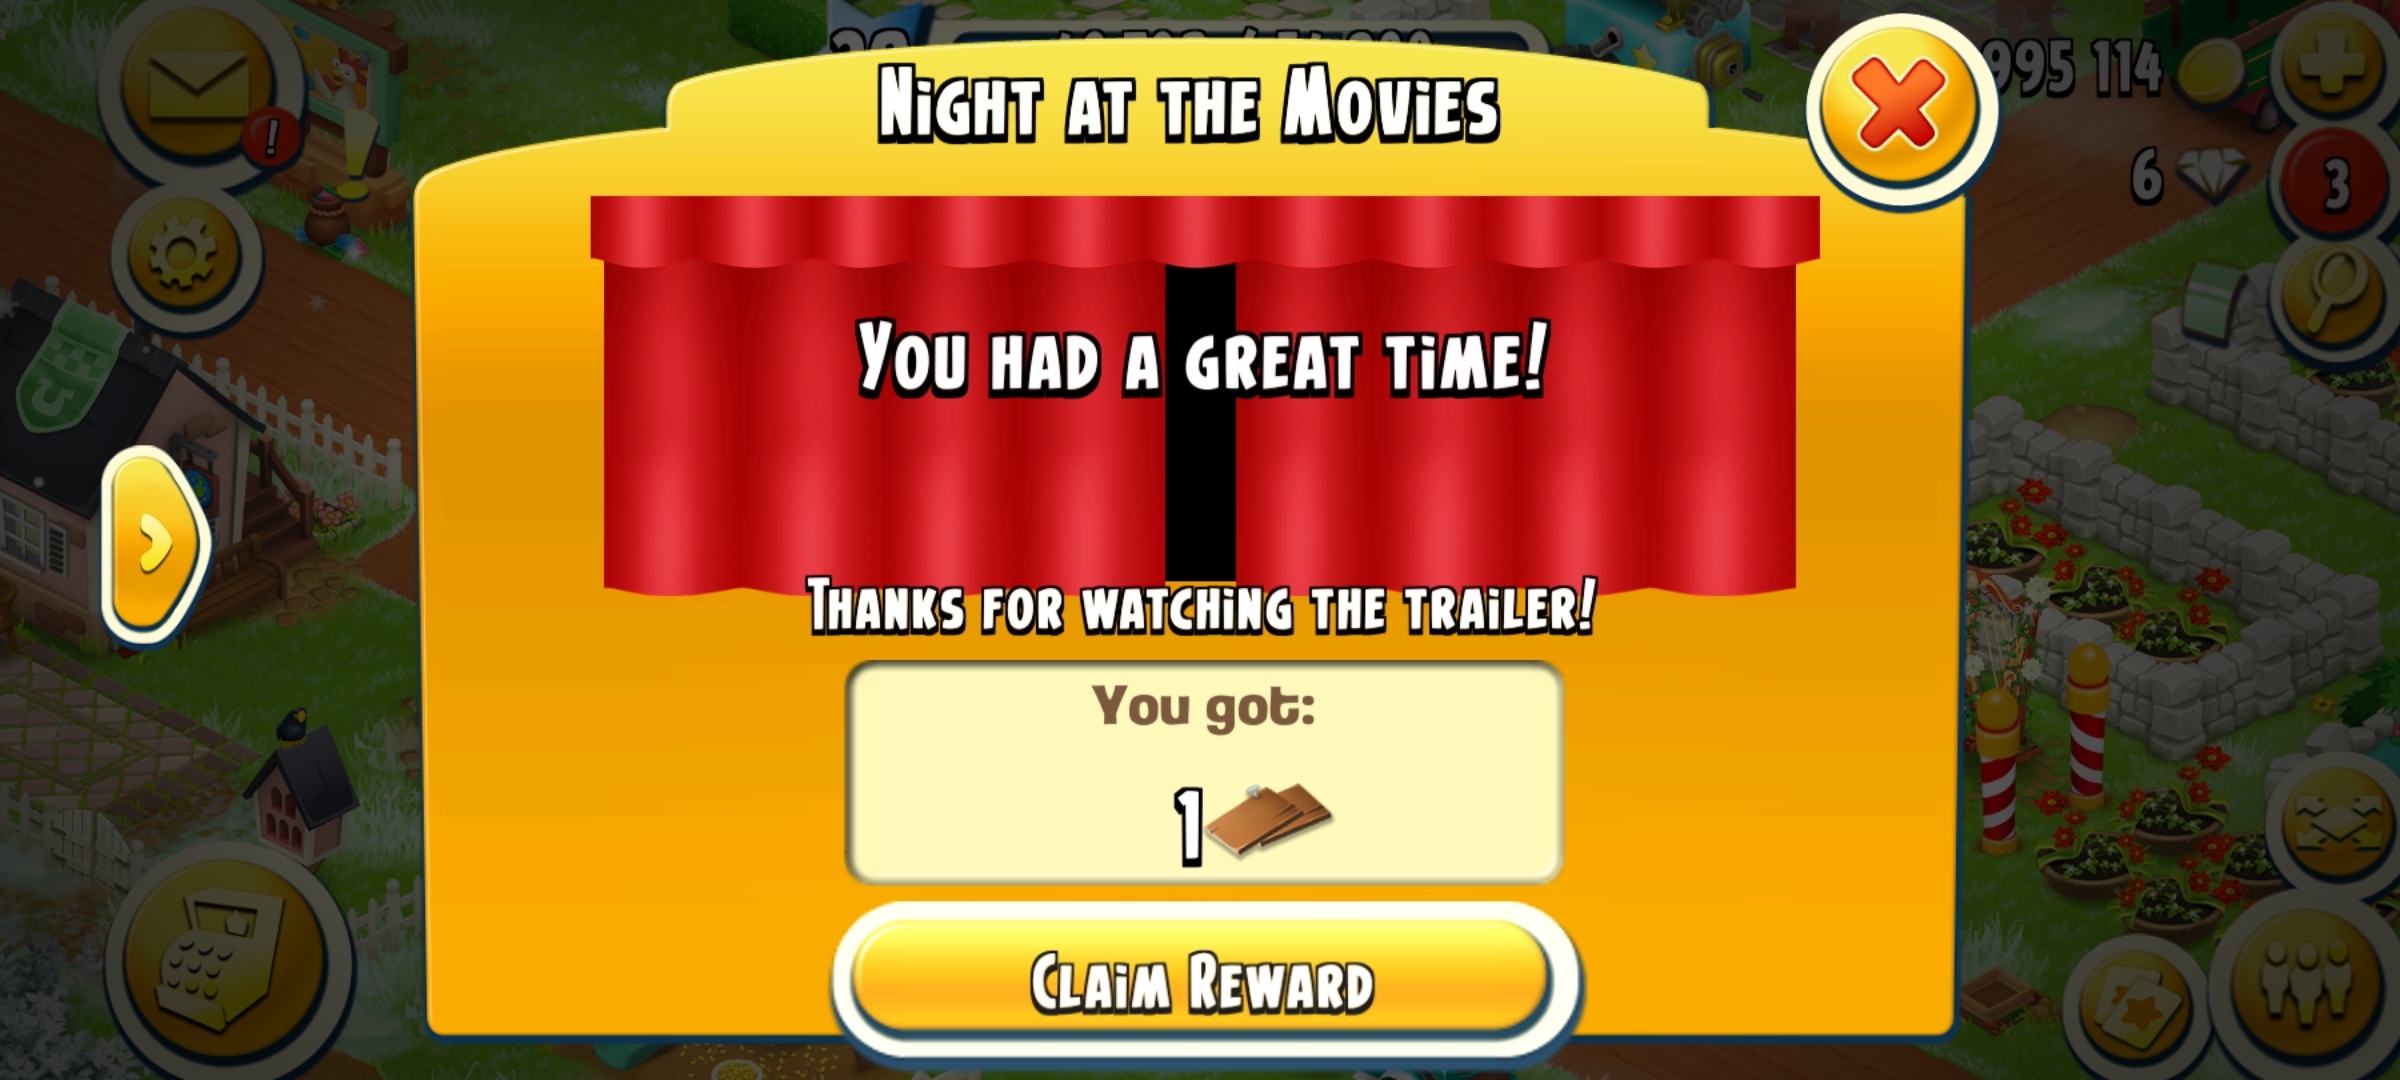 Night at the Movies
995 114
6
3
!
You had a great time!
Thanks for watching the trailer!
You got:
1
Claim Reward